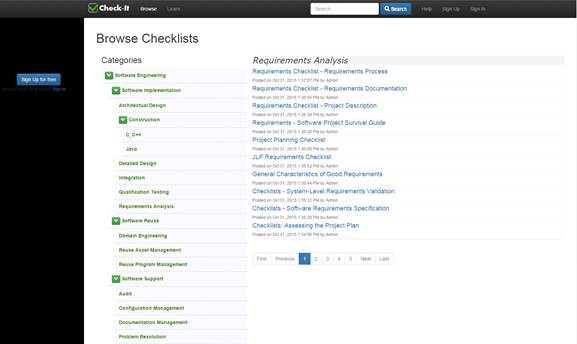 Check-It Browse Learn Search Search Help Sign Up Sign In
Sign Up for free
Sign In
Browse Checklists
Categories
Software Engineering
Software Implementation
Architectural Design
Construction
C_C++
Java
Detailed Design
Integration
Qualification Testing
Requirements Analysis
Software Reuse
Domain Engineering
Reuse Asset Management
Reuse Program Management
Software Support
Audit
Configuration Management
Documentation Management
Problem Resolution
Requirements Analysis
Requirements Checklist - Requirements Process
Posted on Oct 31, 2015 1:37:07 PM by Admin
Requirements Checklist - Requirements Documentation
Posted on Oct 31, 2015 1:36:55 PM by Admin
Requirements Checklist - Project Description
Posted on Oct 31, 2015 1:36:39 PM by Admin
Requirements - Software Project Survival Guide
Posted on Oct 31, 2015 1:36:26 PM by Admin
Project Planning Checklist
Posted on Oct 31, 2015 by Admin
JLP Requirements Checklist
Posted on Oct 31, 2015 1:35:52 PM by Admin
General Characteristics of Good Requirements
Posted on Oct 31, 2015 1:35:44 PM by Admin
Checklists - System-Level Requirements Validation
Posted on Oct 31, 2015 1:35:32 PM by Admin
Checklists - Software Requirements Specification
Posted on Oct 31, 2015 1:35:20 PM by Admin
Checklists: Assessing the Project Plan
Posted on Oct 31, 2015 1:34:56 PM by Admin
First Previous 1 2 3 4 5 Next Last